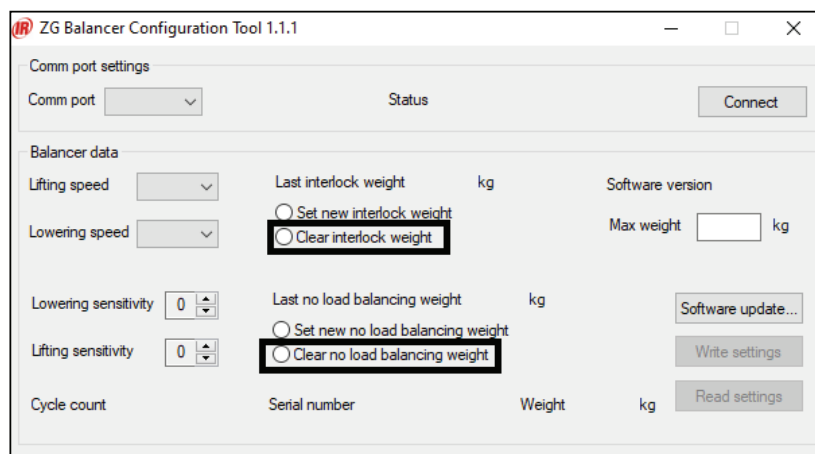 IR ZG Balancer Configuration Tool 1.1.1
Comm port settings
Comm port Status Connect
Balancer data
Lifting speed Last interlock weight kg Software version
Set new interlock weight
Lowering speed Clear interlock weight Max weight kg
Lowering sensitivity 0 Last no load balancing weight kg Software update...
Set new no load balancing weight
Lifting sensitivity 0 Clear no load balancing weight Write settings
Cycle count Serial number Weight kg Read settings